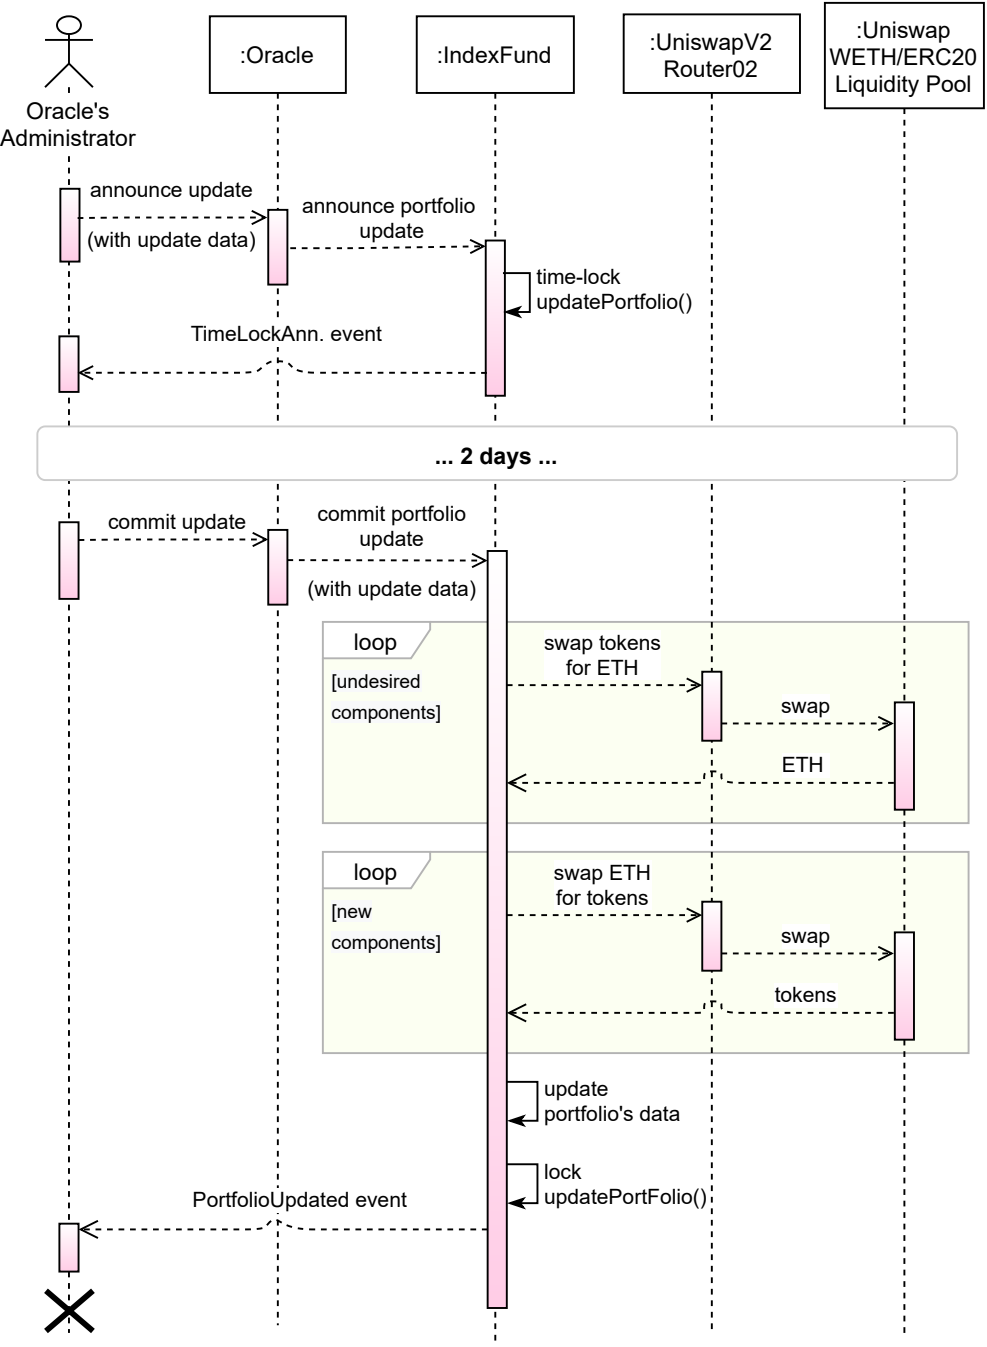 Oracle's
Administrator
:Oracle
:IndexFund
:UniswapV2
Router02
:Uniswap
WETH/ERC20
Liquidity Pool
announce update
(with update data)
announce portfolio
update
time-lock
updatePortfolio()
TimeLockAnn. event
... 2 days ...
commit update
commit portfolio
update
(with update data)
loop
[undesired
components]
swap tokens
for ETH
swap
ETH
loop
[new
components]
swap ETH
for tokens
swap
tokens
update
portfolio's data
lock
updatePortFolio()
PortfolioUpdated event